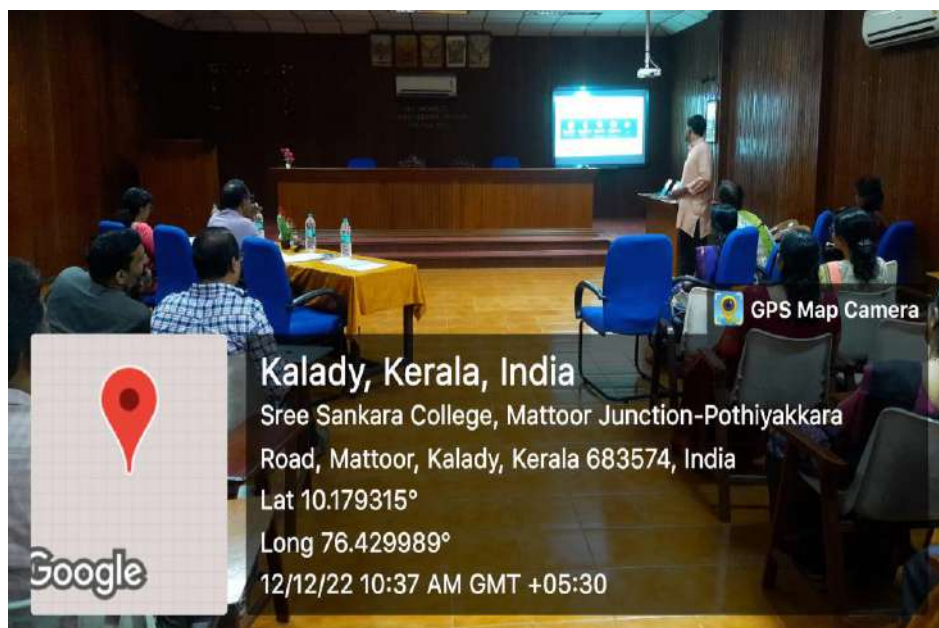 GPS Map Camera
Kalady, Kerala, India
Sree Sankara College, Mattoor Junction-Pothiyakkara
Road, Mattoor, Kalady, Kerala 683574, India
Lat 10.179315°
Long 76.429989°
12/12/22 10:37 AM GMT +05:30
Google